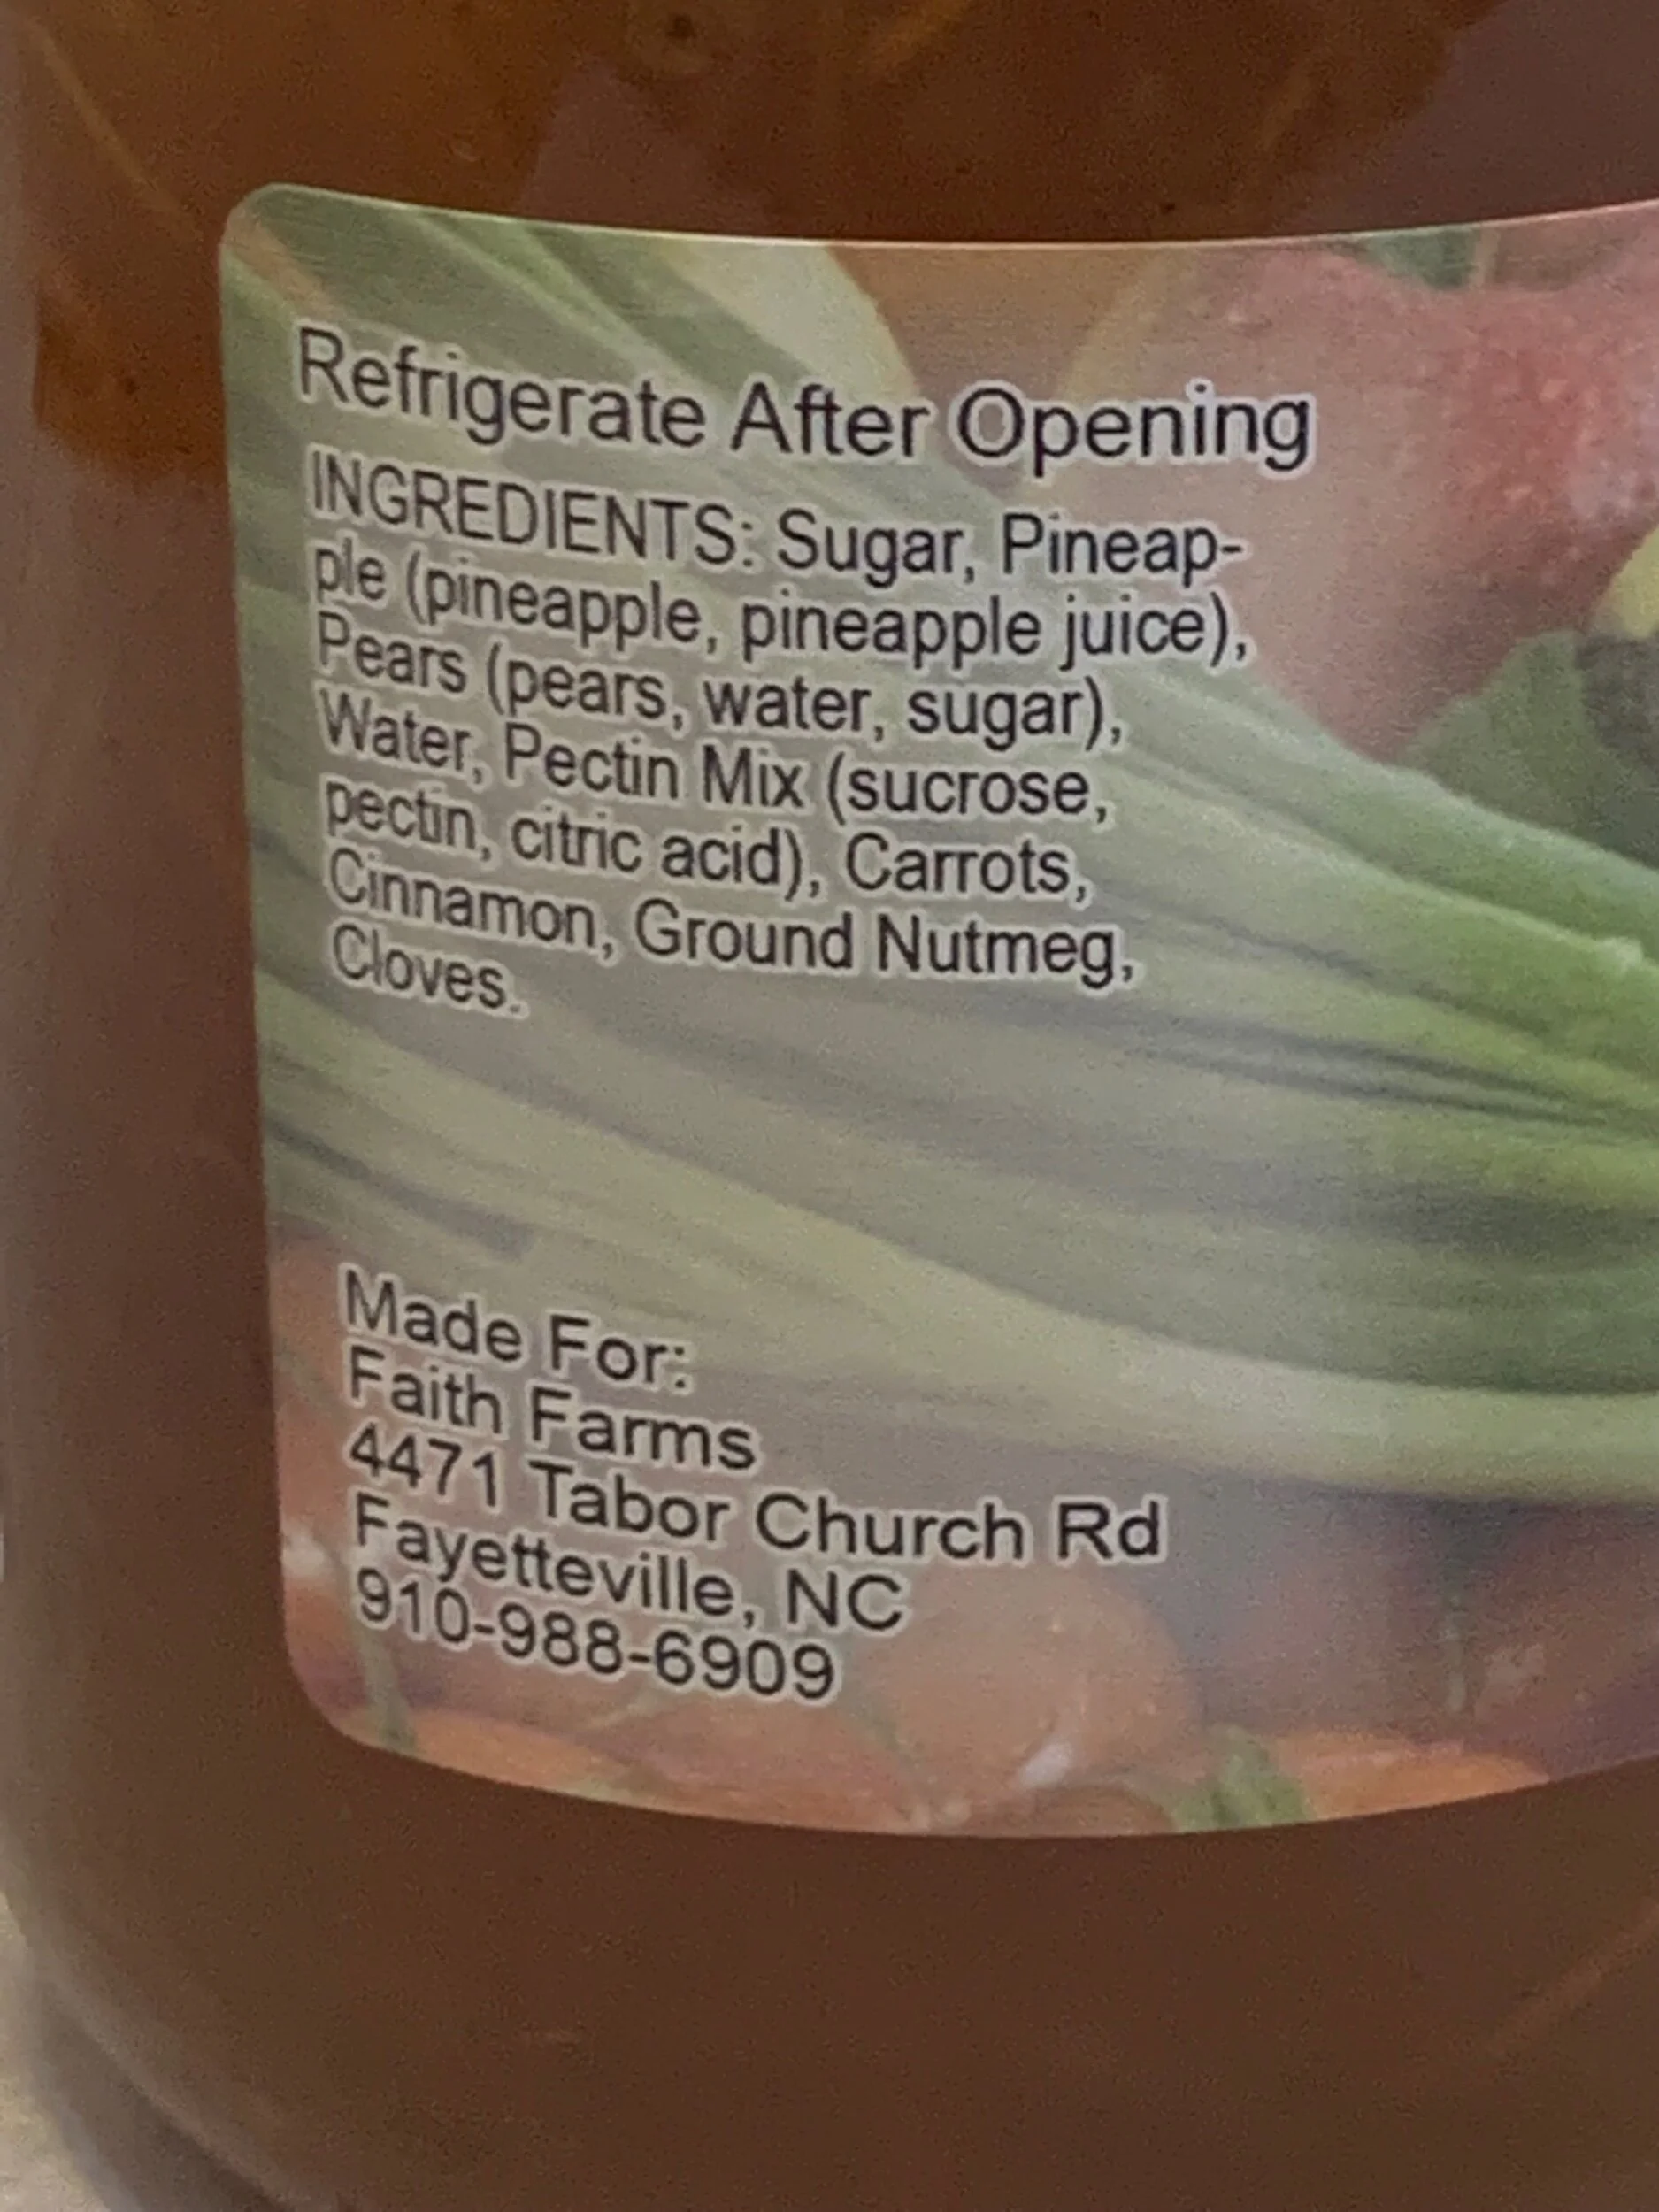 Refrigerate After Opening
INGREDIENTS: Sugar, Pineap-
ple (pineapple, pineapple juice),
Pears (pears, water, sugar),
Water, Pectin Mix (sucrose,
pectin, citric acid), Carrots,
Cinnamon, Ground Nutmeg,
Cloves.
Made For:
Faith Farms
4471 Tabor Church Rd
Fayetteville, NC
910-988-6909